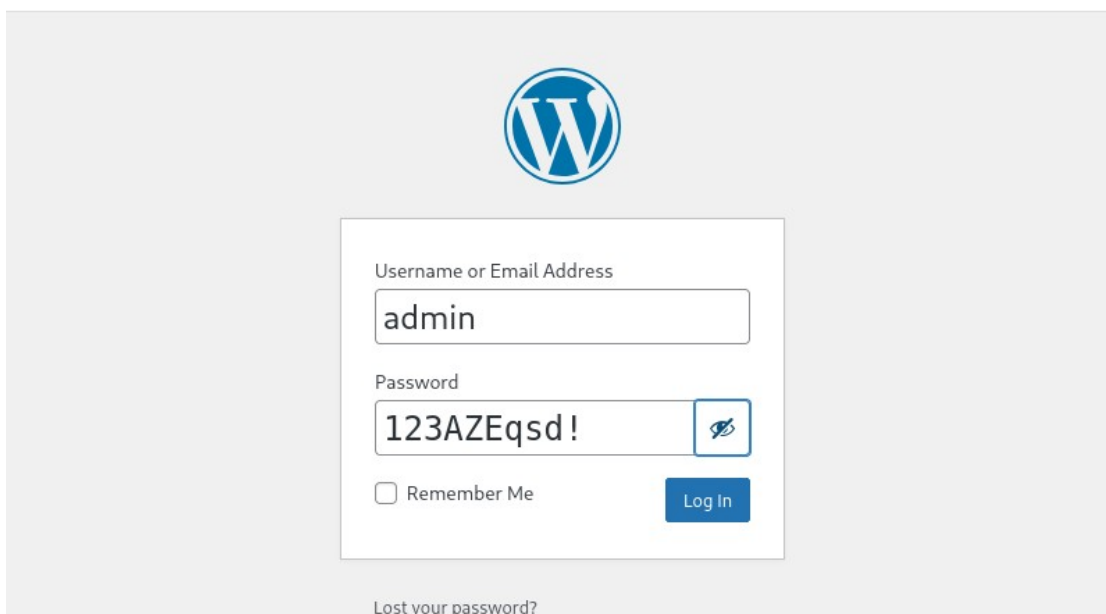 Username or Email Address
admin
Password
123AZEqsd!
Remember Me
Log In
Lost your password?